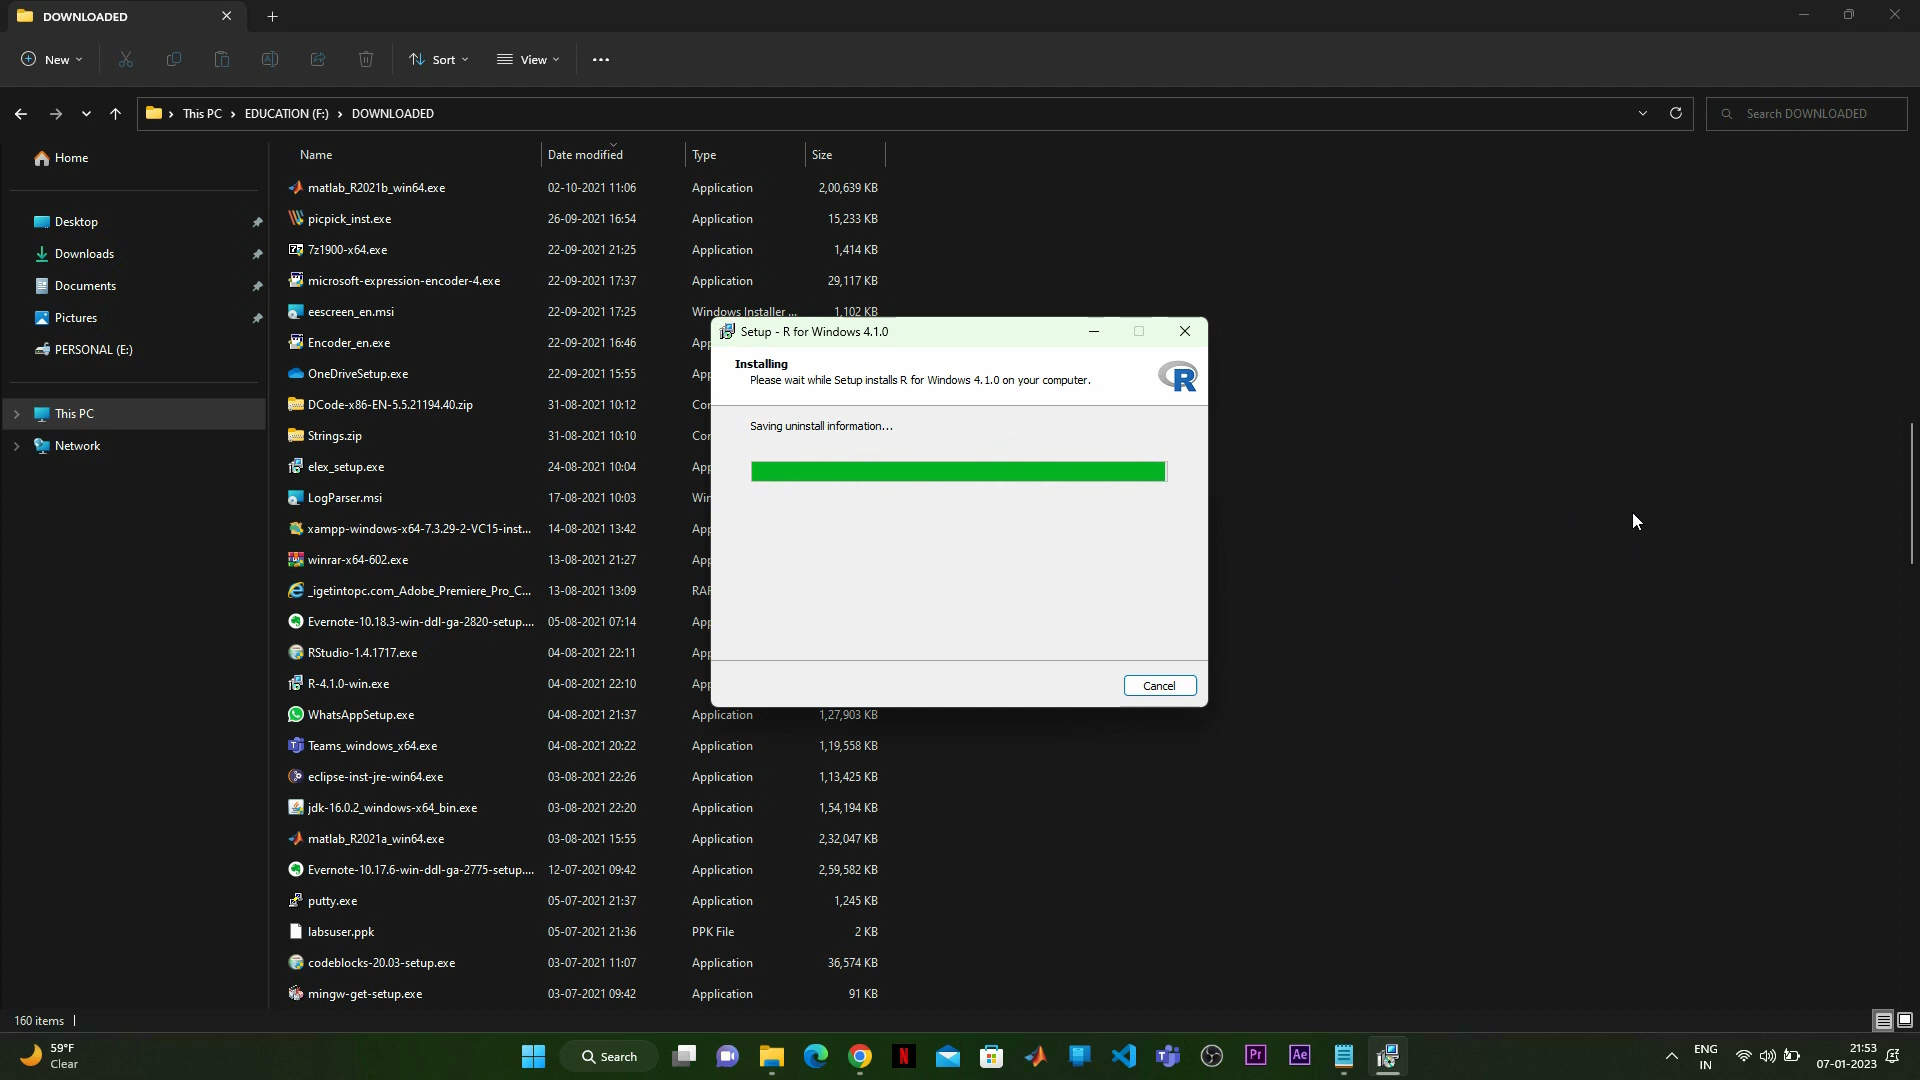 DOWNLOADED
New
Sort
View
This PC > EDUCATION (F:) > DOWNLOADED
Search DOWNLOADED
Home
Desktop
Downloads
Documents
Pictures
PERSONAL (E:)
This PC
Network
Name Date modified Type Size
matlab_R2021b_win64.exe 02-10-2021 11:06 Application 2,00,639 KB
picpick_inst.exe 26-09-2021 16:54 Application 15,233 KB
7z1900-x64.exe 22-09-2021 21:25 Application 1,414 KB
microsoft-expression-encoder-4.exe 22-09-2021 17:37 Application 29,117 KB
eescreen_en.msi 22-09-2021 17:25 Windows Installer ... 1,102 KB
Encoder_en.exe 22-09-2021 16:46 App
OneDriveSetup.exe 22-09-2021 15:55 App
DCode-x86-EN-5.5.21194.40.zip 31-08-2021 10:12 Cor
Strings.zip 31-08-2021 10:10 Cor
elex_setup.exe 24-08-2021 10:04 App
LogParser.msi 17-08-2021 10:03 Win
xampp-windows-x64-7.3.29-2-VC15-inst... 14-08-2021 13:42 App
winrar-x64-602.exe 13-08-2021 21:27 App
_igetintopc.com_Adobe_Premiere_Pro_C... 13-08-2021 13:09 RAF
Evernote-10.18.3-win-ddl-ga-2820-setup.... 05-08-2021 07:14 App
RStudio-1.4.1717.exe 04-08-2021 22:11 App
R-4.1.0-win.exe 04-08-2021 22:10 App
WhatsAppSetup.exe 04-08-2021 21:37 Application 1,27,903 KB
Teams_windows_x64.exe 04-08-2021 20:22 Application 1,19,558 KB
eclipse-inst-jre-win64.exe 03-08-2021 22:26 Application 1,13,425 KB
jdk-16.0.2_windows-x64_bin.exe 03-08-2021 22:20 Application 1,54,194 KB
matlab_R2021a_win64.exe 03-08-2021 15:55 Application 2,32,047 KB
Evernote-10.17.6-win-ddl-ga-2775-setup.... 12-07-2021 09:42 Application 2,59,582 KB
putty.exe 05-07-2021 21:37 Application 1,245 KB
labsuser.ppk 05-07-2021 21:36 PPK File 2 KB
codeblocks-20.03-setup.exe 03-07-2021 11:07 Application 36,574 KB
mingw-get-setup.exe 03-07-2021 09:42 Application 91 KB
Setup - R for Windows 4.1.0
Installing
Please wait while Setup installs R for Windows 4.1.0 on your computer.
R
Saving uninstall information...
Cancel
160 items
59°F
Clear
Search
N
Pr
Ae
ENG
IN
21:53
07-01-2023